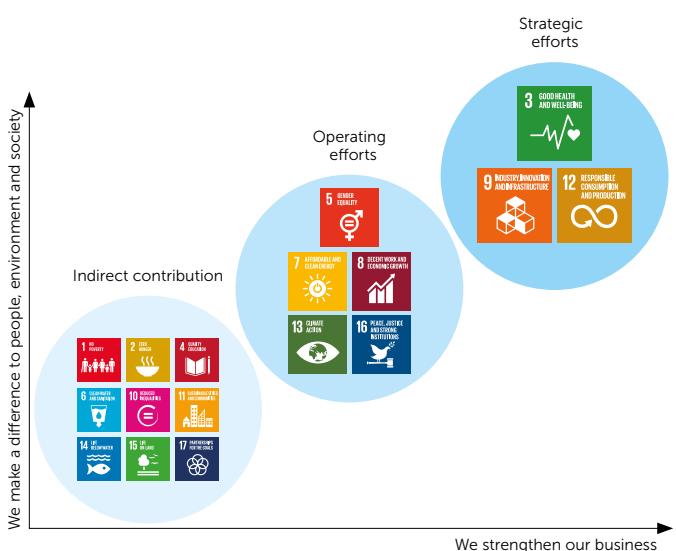 Strategic
efforts
3 GOOD HEALTH
AND WELL-BEING
9 INDUSTRY, INNOVATION
AND INFRASTRUCTURE
12 RESPONSIBLE
CONSUMPTION
AND PRODUCTION
Operating
efforts
5 GENDER
EQUALITY
7 AFFORDABLE AND
CLEAN ENERGY
8 DECENT WORK AND
ECONOMIC GROWTH
13 CLIMATE
ACTION
16 PEACE, JUSTICE
AND STRONG
INSTITUTIONS
Indirect contribution
1 NO
POVERTY
2 ZERO
HUNGER
4 QUALITY
EDUCATION
6 CLEAN WATER
AND SANITATION
10 REDUCED
INEQUALITIES
11 SUSTAINABLE CITIES
AND COMMUNITIES
14 LIFE
BELOW WATER
15 LIFE
ON LAND
17 PARTNERSHIPS
FOR THE GOALS
We make a difference to people, environment and society
We strengthen our business